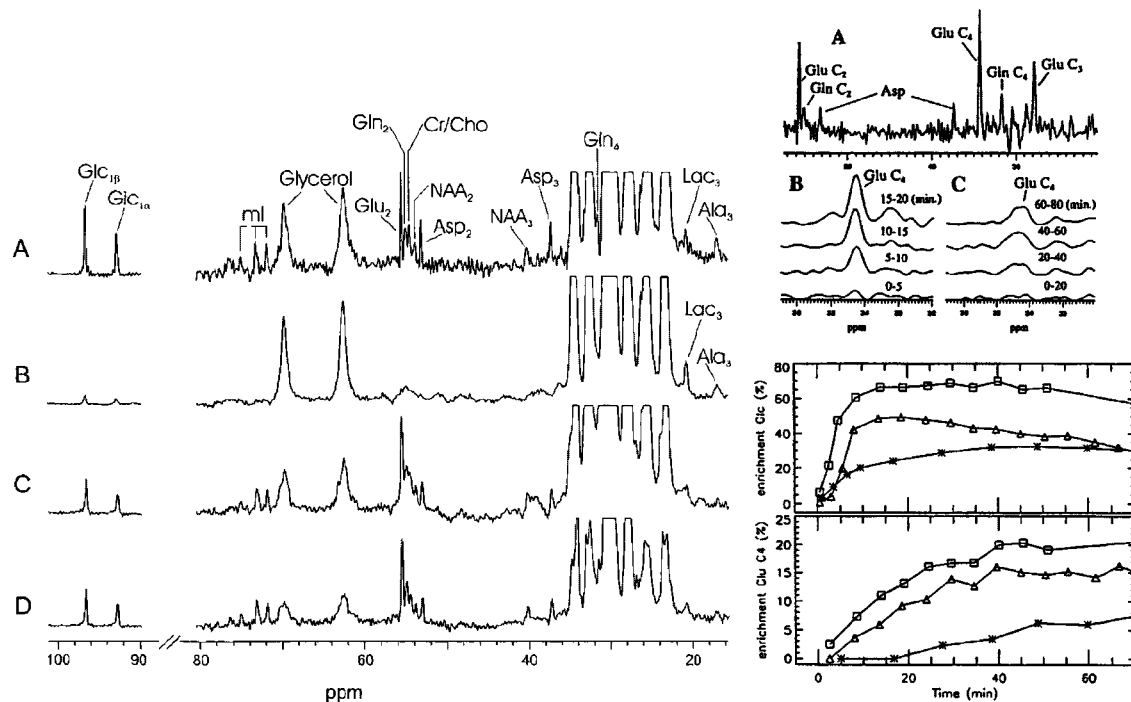 Gln₂
Cr/Cho
Gln₄
Glc₁β
Glc₁α
mI
Glycerol
Glu₂
NAA₂
Asp₂
NAA₃
Asp₃
Lac₃
Ala₃
A
Lac₃
Ala₃
B
C
D
100 90 80 60 40 20
ppm
A
Glu C₂
Gln C₂
Asp
Glu C₄
Gln C₄
Glu C₃
B
Glu C₄
15-20 (min.)
10-15
5-10
0-5
ppm
C
Glu C₄
60-80 (min.)
40-60
20-40
0-20
ppm
enrichment Glc (%)
80
60
40
20
0
enrichment Glu C4 (%)
25
20
15
10
5
0
0 20 40 60
Time (min)